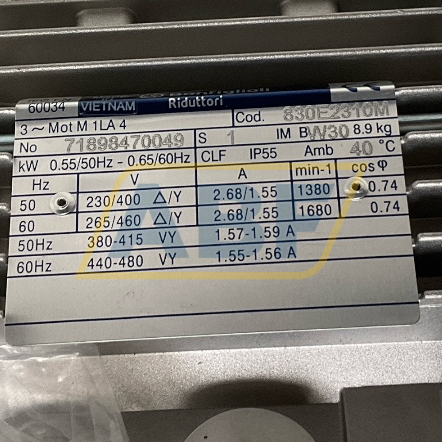 60034 VIETNAM Riduttori Cod. 830E2310M
3 ~ Mot M 1LA 4
No 71898470049 S 1 IM BW30 8.9 kg
kW 0.55/50Hz - 0.65/60Hz CLF IP55 Amb 40 °C
Hz V A min-1 cos φ
50 230/400 Δ/Y 2.68/1.55 1380 0.74
60 265/460 Δ/Y 2.68/1.55 1680 0.74
50Hz 380-415 VY 1.57-1.59 A
60Hz 440-480 VY 1.55-1.56 A